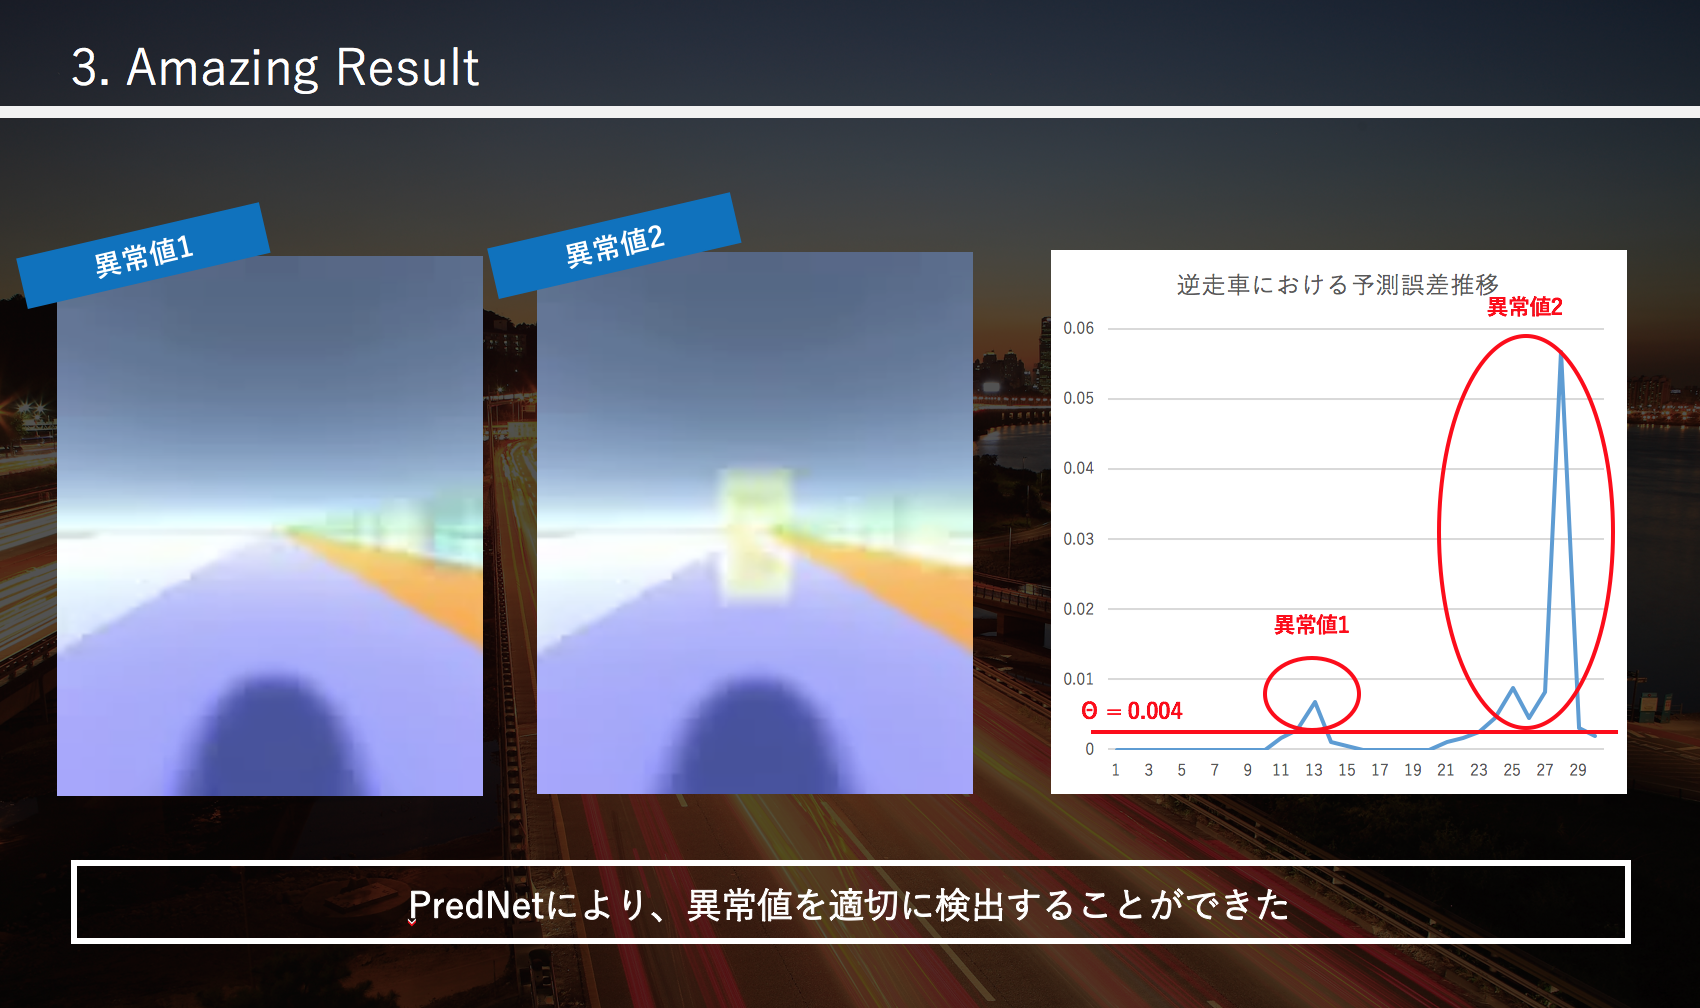 3. Amazing Result
異常値1
異常値2
逆走車における予測誤差推移
異常値2
0.06
0.05
0.04
0.03
0.02
異常値1
0.01
Θ = 0.004
0
1 3 5 7 9 11 13 15 17 19 21 23 25 27 29
PredNetにより、異常値を適切に検出することができた